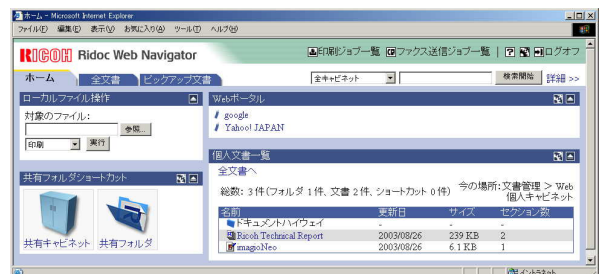 ホーム - Microsoft Internet Explorer
ファイル(F) 編集(E) 表示(V) お気に入り(A) ツール(T) ヘルプ(H)
RICOH Ridoc Web Navigator
印刷ジョブ一覧 ファックス送信ジョブ一覧 | ? ログオフ
ホーム 全文書 ピックアップ文書
全キャビネット 検索開始 詳細 >>
ローカルファイル操作
対象のファイル:
参照...
印刷 実行
共有フォルダショートカット
共有キャビネット 共有フォルダ
Webポータル
google
Yahoo! JAPAN
個人文書一覧
全文書へ
総数: 3件(フォルダ 1件、文書 2件、ショートカット 0件) 今の場所:文書管理 > Web
個人キャビネット
名前 更新日 サイズ セクション数
ドキュメントハイウェイ - - -
Ricoh Technical Report 2003/08/26 239 KB 2
imagioNeo 2003/08/26 6.1 KB 1
イントラネット